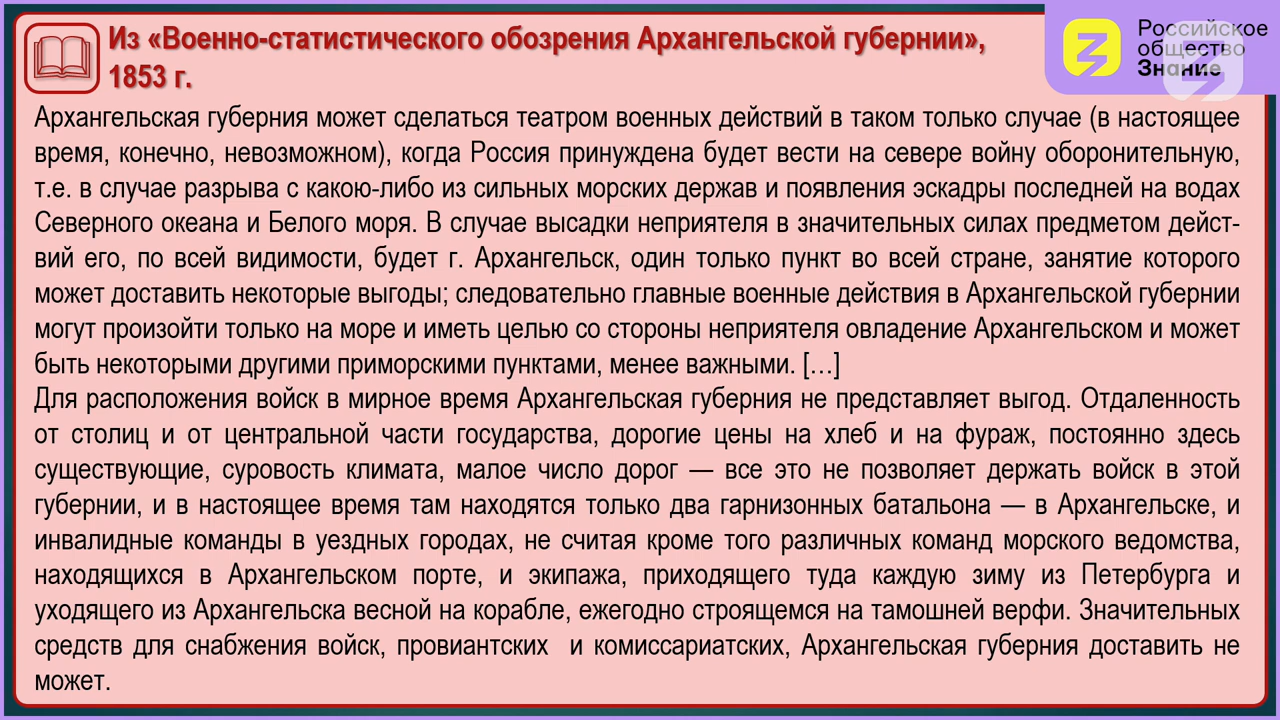 Из «Военно-статистического обозрения Архангельской губернии»,
1853 г.
Российское
общество
Знание
Архангельская губерния может сделаться театром военных действий в таком только случае (в настоящее
время, конечно, невозможном), когда Россия принуждена будет вести на севере войну оборонительную,
т.е. в случае разрыва с какою-либо из сильных морских держав и появления эскадры последней на водах
Северного океана и Белого моря. В случае высадки неприятеля в значительных силах предметом дейст-
вий его, по всей видимости, будет г. Архангельск, один только пункт во всей стране, занятие которого
может доставить некоторые выгоды; следовательно главные военные действия в Архангельской губернии
могут произойти только на море и иметь целью со стороны неприятеля овладение Архангельском и может
быть некоторыми другими приморскими пунктами, менее важными. […]
Для расположения войск в мирное время Архангельская губерния не представляет выгод. Отдаленность
от столиц и от центральной части государства, дорогие цены на хлеб и на фураж, постоянно здесь
существующие, суровость климата, малое число дорог — все это не позволяет держать войск в этой
губернии, и в настоящее время там находятся только два гарнизонных батальона — в Архангельске, и
инвалидные команды в уездных городах, не считая кроме того различных команд морского ведомства,
находящихся в Архангельском порте, и экипажа, приходящего туда каждую зиму из Петербурга и
уходящего из Архангельска весной на корабле, ежегодно строящемся на тамошней верфи. Значительных
средств для снабжения войск, провиантских и комиссариатских, Архангельская губерния доставить не
может.